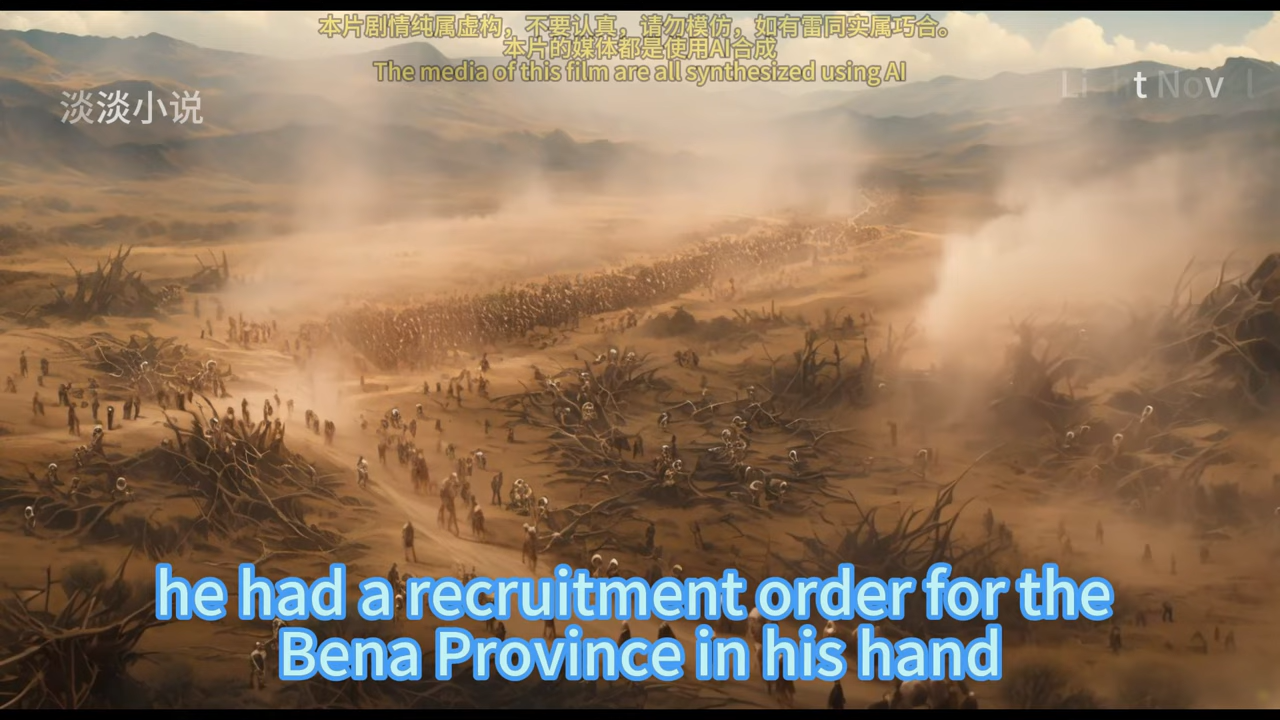 本片剧情纯属虚构，不要认真，请勿模仿，如有雷同实属巧合。
本片的媒体都是使用AI合成
The media of this film are all synthesized using AI
淡淡小说
Light Nov l
he had a recruitment order for the
Bena Province in his hand